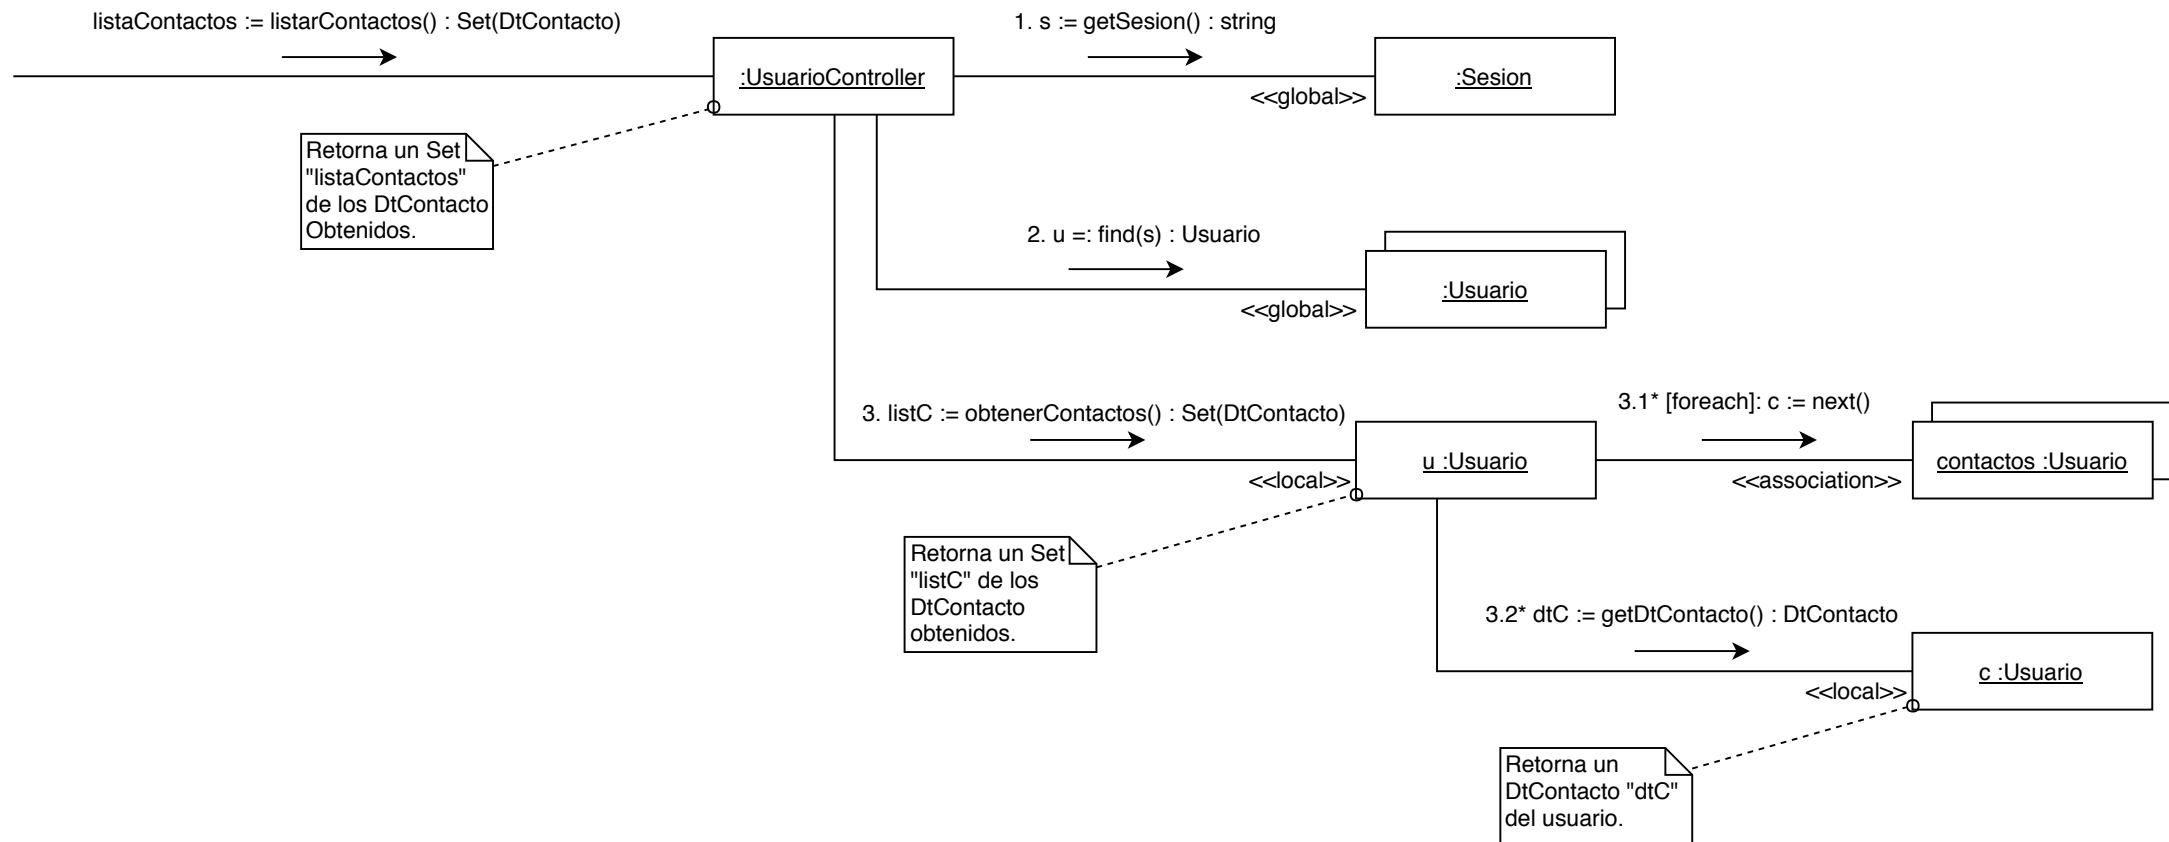 listaContactos := listarContactos() : Set(DtContacto)
1. s := getSesion() : string
:UsuarioController
:Sesion
<<global>>
Retorna un Set
"listaContactos"
de los DtContacto
Obtenidos.
2. u =: find(s) : Usuario
:Usuario
<<global>>
3. listC := obtenerContactos() : Set(DtContacto)
3.1* [foreach]: c := next()
u :Usuario
contactos :Usuario
<<local>>
<<association>>
Retorna un Set
"listC" de los
DtContacto
obtenidos.
3.2* dtC := getDtContacto() : DtContacto
c :Usuario
<<local>>
Retorna un
DtContacto "dtC"
del usuario.